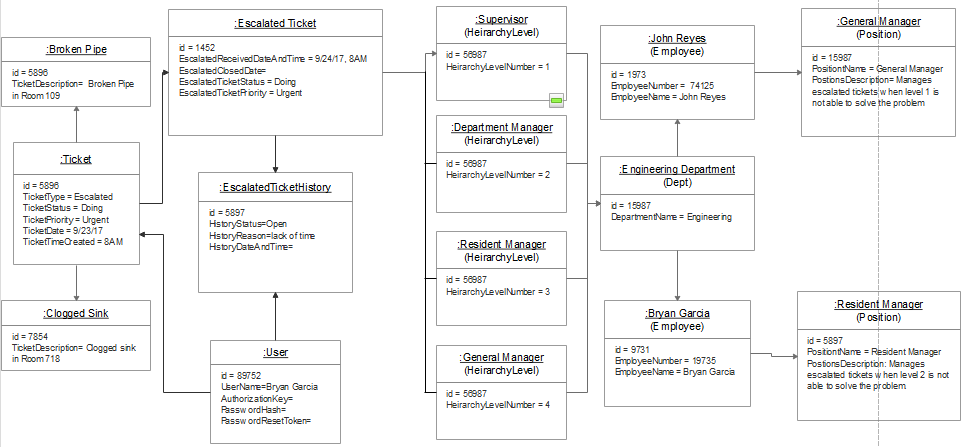 :Broken Pipe
id = 5896
TicketDescription= Broken Pipe
in Room 109
:Ticket
id = 5896
TicketType = Escalated
TicketStatus = Doing
TicketPriority = Urgent
TicketDate = 9/23/17
TicketTimeCreated = 8AM
:Clogged Sink
id = 7854
TicketDescription= Clogged sink
in Room 718
:Escalated Ticket
id = 1452
EscalatedReceivedDateAndTime = 9/24/17, 8AM
EscalatedClosedDate=
EscalatedTicketStatus = Doing
EscalatedTicketPriority = Urgent
:EscalatedTicketHistory
id = 5897
HistoryStatus=Open
HistoryReason=lack of time
HistoryDateAndTime=
:User
id = 89752
UserName=Bryan Garcia
AuthorizationKey=
PasswordHash=
PasswordResetToken=
:Supervisor
(HeirarchyLevel)
id = 56987
HeirarchyLevelNumber = 1
:Department Manager
(HeirarchyLevel)
id = 56987
HeirarchyLevelNumber = 2
:Resident Manager
(HeirarchyLevel)
id = 56987
HeirarchyLevelNumber = 3
:General Manager
(HeirarchyLevel)
id = 56987
HeirarchyLevelNumber = 4
:John Reyes
(Employee)
id = 1973
EmployeeNumber = 74125
EmployeeName = John Reyes
:Engineering Department
(Dept)
id = 15987
DepartmentName = Engineering
:Bryan Garcia
(Employee)
id = 9731
EmployeeNumber = 19735
EmployeeName = Bryan Garcia
:General Manager
(Position)
id = 15987
PositiontName = General Manager
PostionsDescription= Manages
escalated tickets when level 1 is
not able to solve the problem
:Resident Manager
(Position)
id = 5897
PositiontName = Resident Manager
PostionsDescription: Manages
escalated tickets when level 2 is not
able to solve the problem